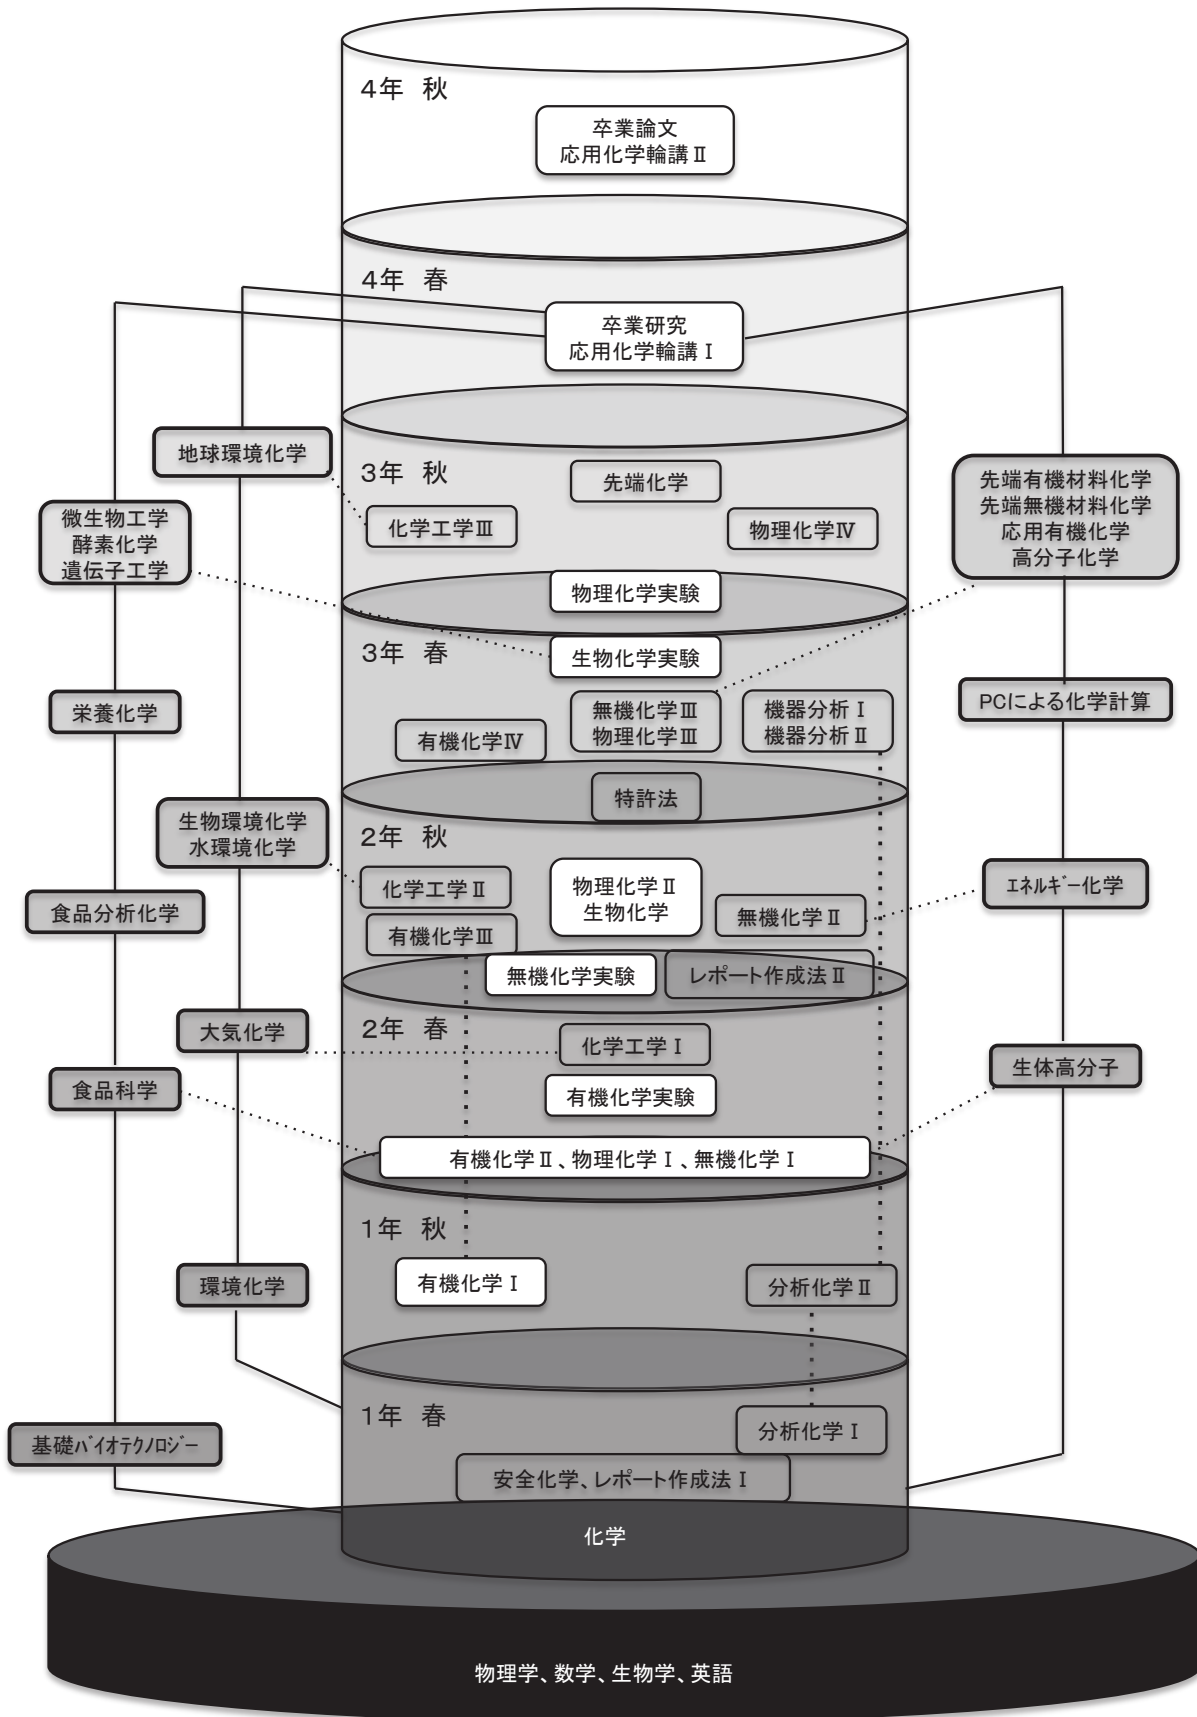 4年 秋
卒業論文
応用化学輪講Ⅱ
4年 春
卒業研究
応用化学輪講Ⅰ
地球環境化学
3年 秋
先端化学
先端有機材料化学
先端無機材料化学
応用有機化学
高分子化学
微生物工学
酵素化学
遺伝子工学
化学工学Ⅲ
物理化学Ⅳ
物理化学実験
3年 春
生物化学実験
栄養化学
無機化学Ⅲ
物理化学Ⅲ
機器分析Ⅰ
機器分析Ⅱ
PCによる化学計算
有機化学Ⅳ
特許法
生物環境化学
水環境化学
2年 秋
化学工学Ⅱ
物理化学Ⅱ
生物化学
エネルギー化学
食品分析化学
無機化学Ⅱ
有機化学Ⅲ
無機化学実験
レポート作成法Ⅱ
大気化学
2年 春
化学工学Ⅰ
生体高分子
食品科学
有機化学実験
有機化学Ⅱ、物理化学Ⅰ、無機化学Ⅰ
1年 秋
環境化学
有機化学Ⅰ
分析化学Ⅱ
1年 春
分析化学Ⅰ
基礎バイオテクノロジー
安全化学、レポート作成法Ⅰ
化学
物理学、数学、生物学、英語